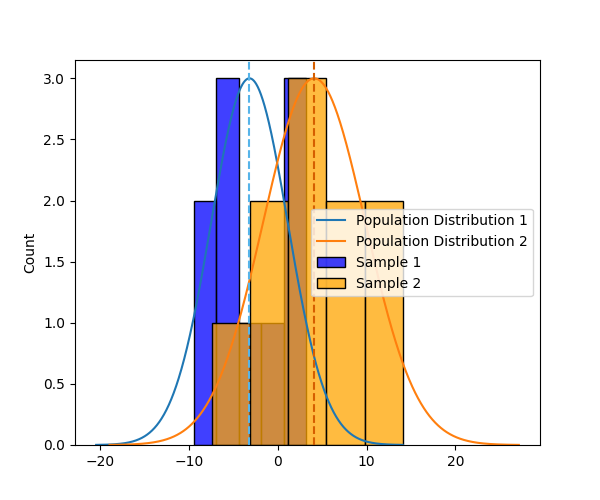 3.0
2.5
2.0
1.5
1.0
0.5
0.0
Count
Population Distribution 1
Population Distribution 2
Sample 1
Sample 2
−20
−10
0
10
20